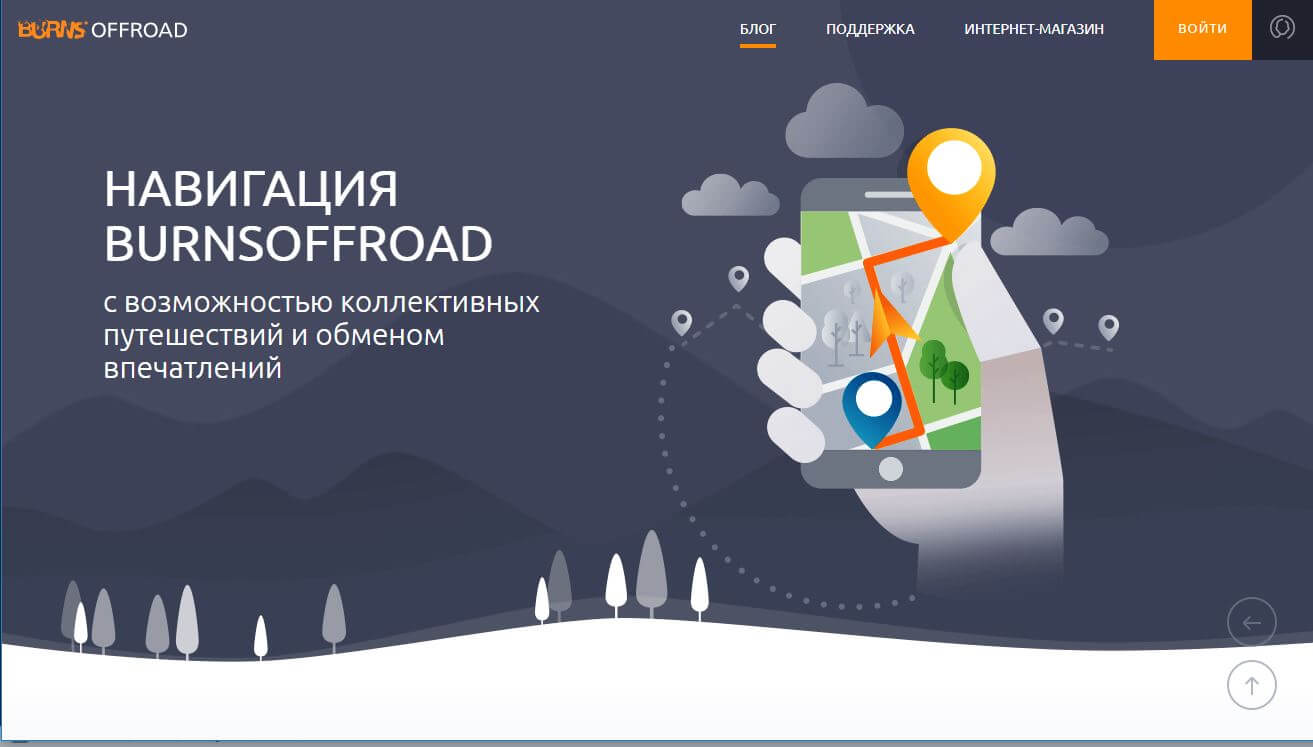 BURNS OFFROAD
БЛОГ
ПОДДЕРЖКА
ИНТЕРНЕТ-МАГАЗИН
ВОЙТИ
НАВИГАЦИЯ
BURNSOFFROAD
с возможностью коллективных
путешествий и обменом
впечатлений